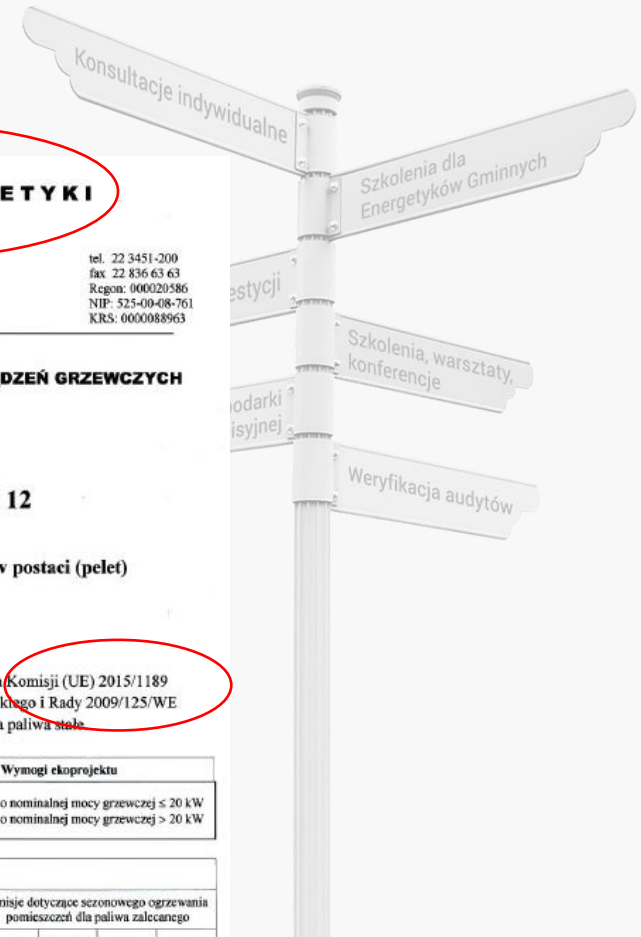 Konsultacje indywidualne
Szkolenia dla
Energetyków Gminnych
estycji
Szkolenia, warsztaty,
konferencje
odarki
isyjnej
Weryfikacja audytów
ETYKI
tel. 22 3451-200
fax 22 836 63 63
Regon: 000020586
NIP: 525-00-08-761
KRS: 0000088963
DZEŃ GRZEWCZYCH
12
w postaci (pelet)
Komisji (UE) 2015/1189
kiego i Rady 2009/125/WE
a paliwa stałe
Wymogi ekoprojektu
o nominalnej mocy grzewczej ≤ 20 kW
o nominalnej mocy grzewczej > 20 kW
misje dotyczące sezonowego ogrzewania
pomieszczeń dla paliwa zalecanego